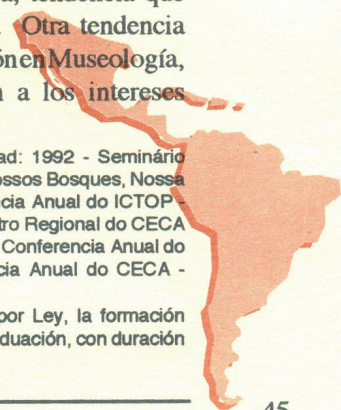 a, tendencia que
Otra tendencia
ón en Museología,
n a los intereses
ad: 1992 - Seminário
ossos Bosques, Nossa
cia Anual do ICTOP -
tro Regional do CECA
Conferencia Anual do
cia Anual do CECA -
por Ley, la formación
duación, con duración
45